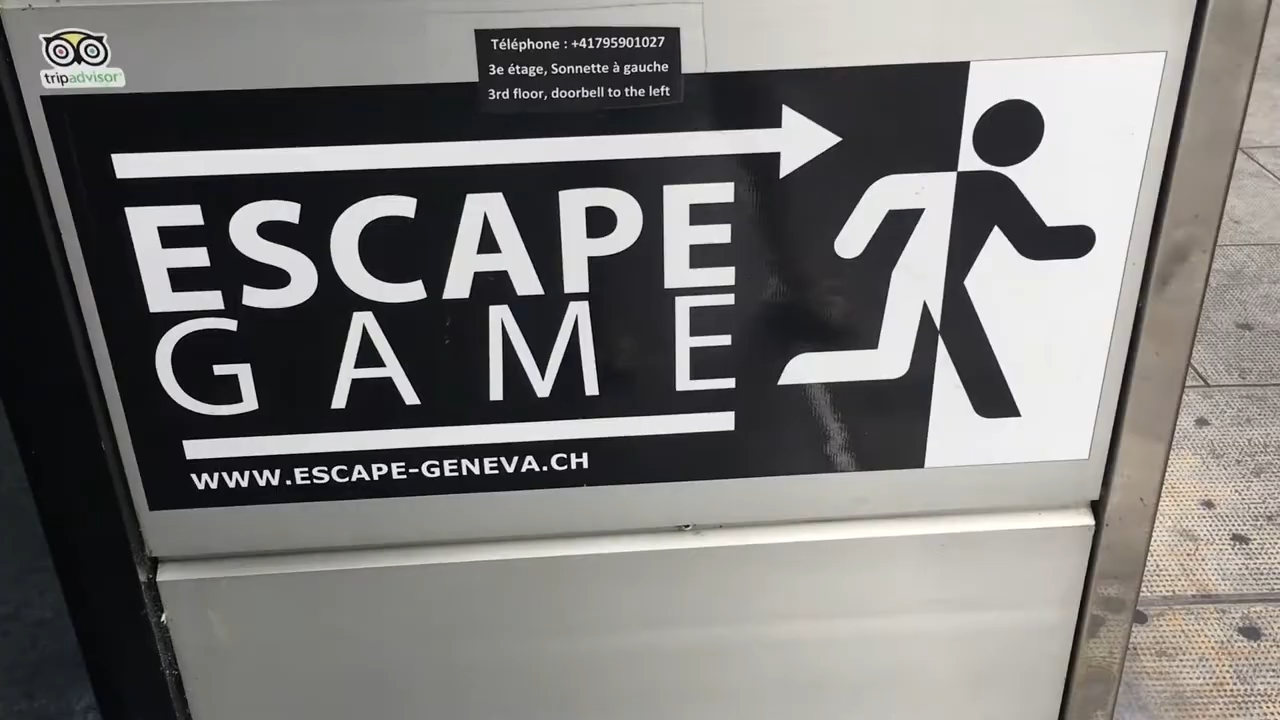 tripadvisor
Téléphone : +41795901027
3e étage, Sonnette à gauche
3rd floor, doorbell to the left
ESCAPE
GAME
WWW.ESCAPE-GENEVA.CH